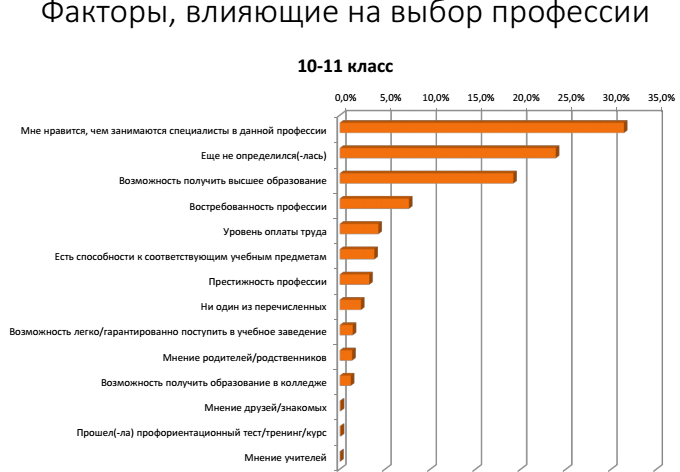 Факторы, влияющие на выбор профессии
10-11 класс
0,0% 5,0% 10,0% 15,0% 20,0% 25,0% 30,0% 35,0%
Мне нравится, чем занимаются специалисты в данной профессии
Еще не определился(-лась)
Возможность получить высшее образование
Востребованность профессии
Уровень оплаты труда
Есть способности к соответствующим учебным предметам
Престижность профессии
Ни один из перечисленных
Возможность легко/гарантированно поступить в учебное заведение
Мнение родителей/родственников
Возможность получить образование в колледже
Мнение друзей/знакомых
Прошел(-ла) профориентационный тест/тренинг/курс
Мнение учителей